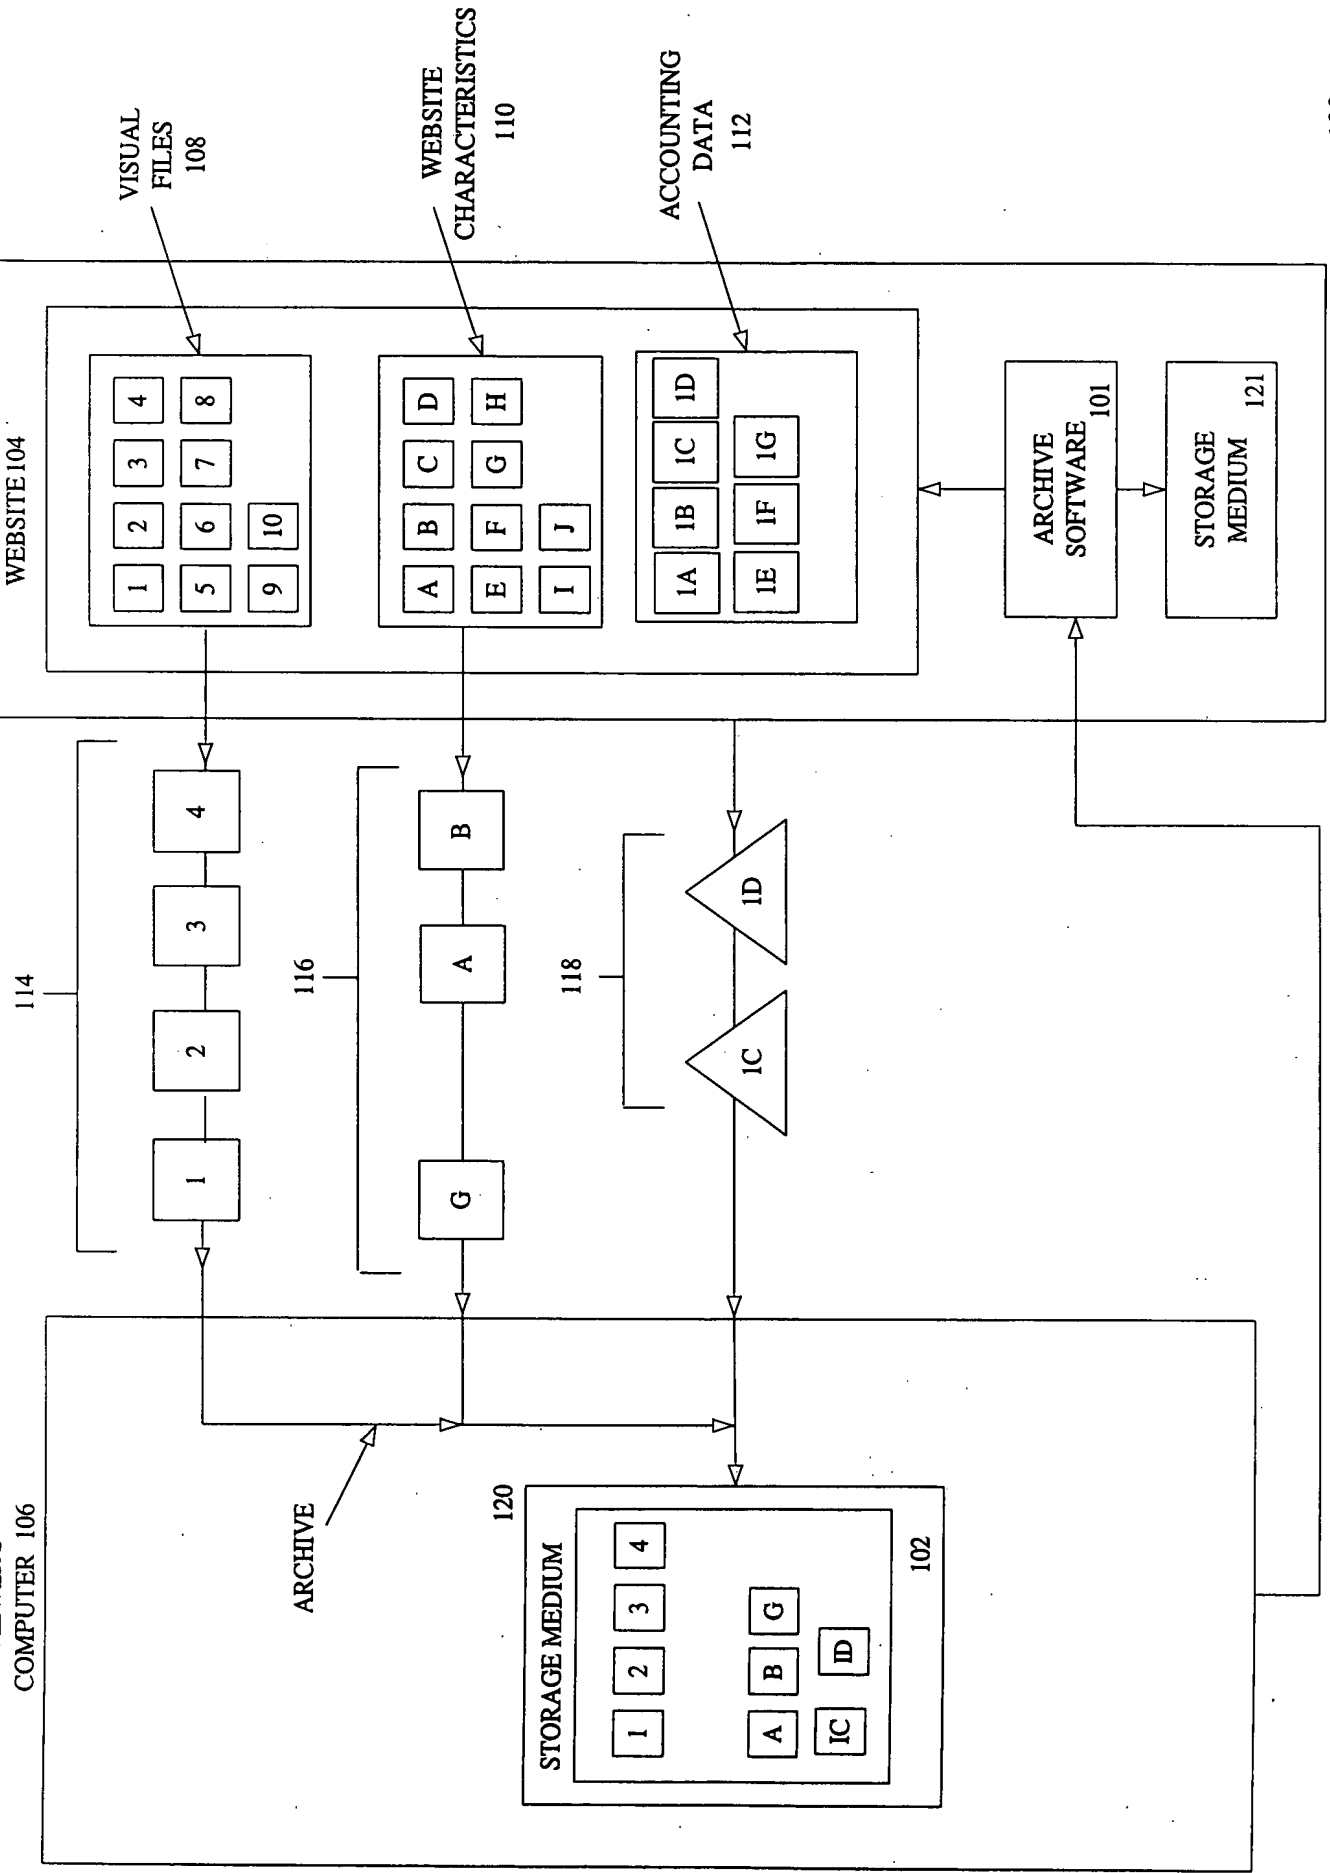 COMPUTER 106
ARCHIVE
120
STORAGE MEDIUM
1 2 3 4
A B G
IC ID
102
114
1 2 3 4
116
G A B
118
1C 1D
WEBSITE 104
1 2 3 4
5 6 7 8
9 10
A B C D
E F G H
I J
1A 1B 1C 1D
1E 1F 1G
ARCHIVE
SOFTWARE
101
STORAGE
MEDIUM
121
VISUAL
FILES
108
WEBSITE
CHARACTERISTICS
110
ACCOUNTING
DATA
112